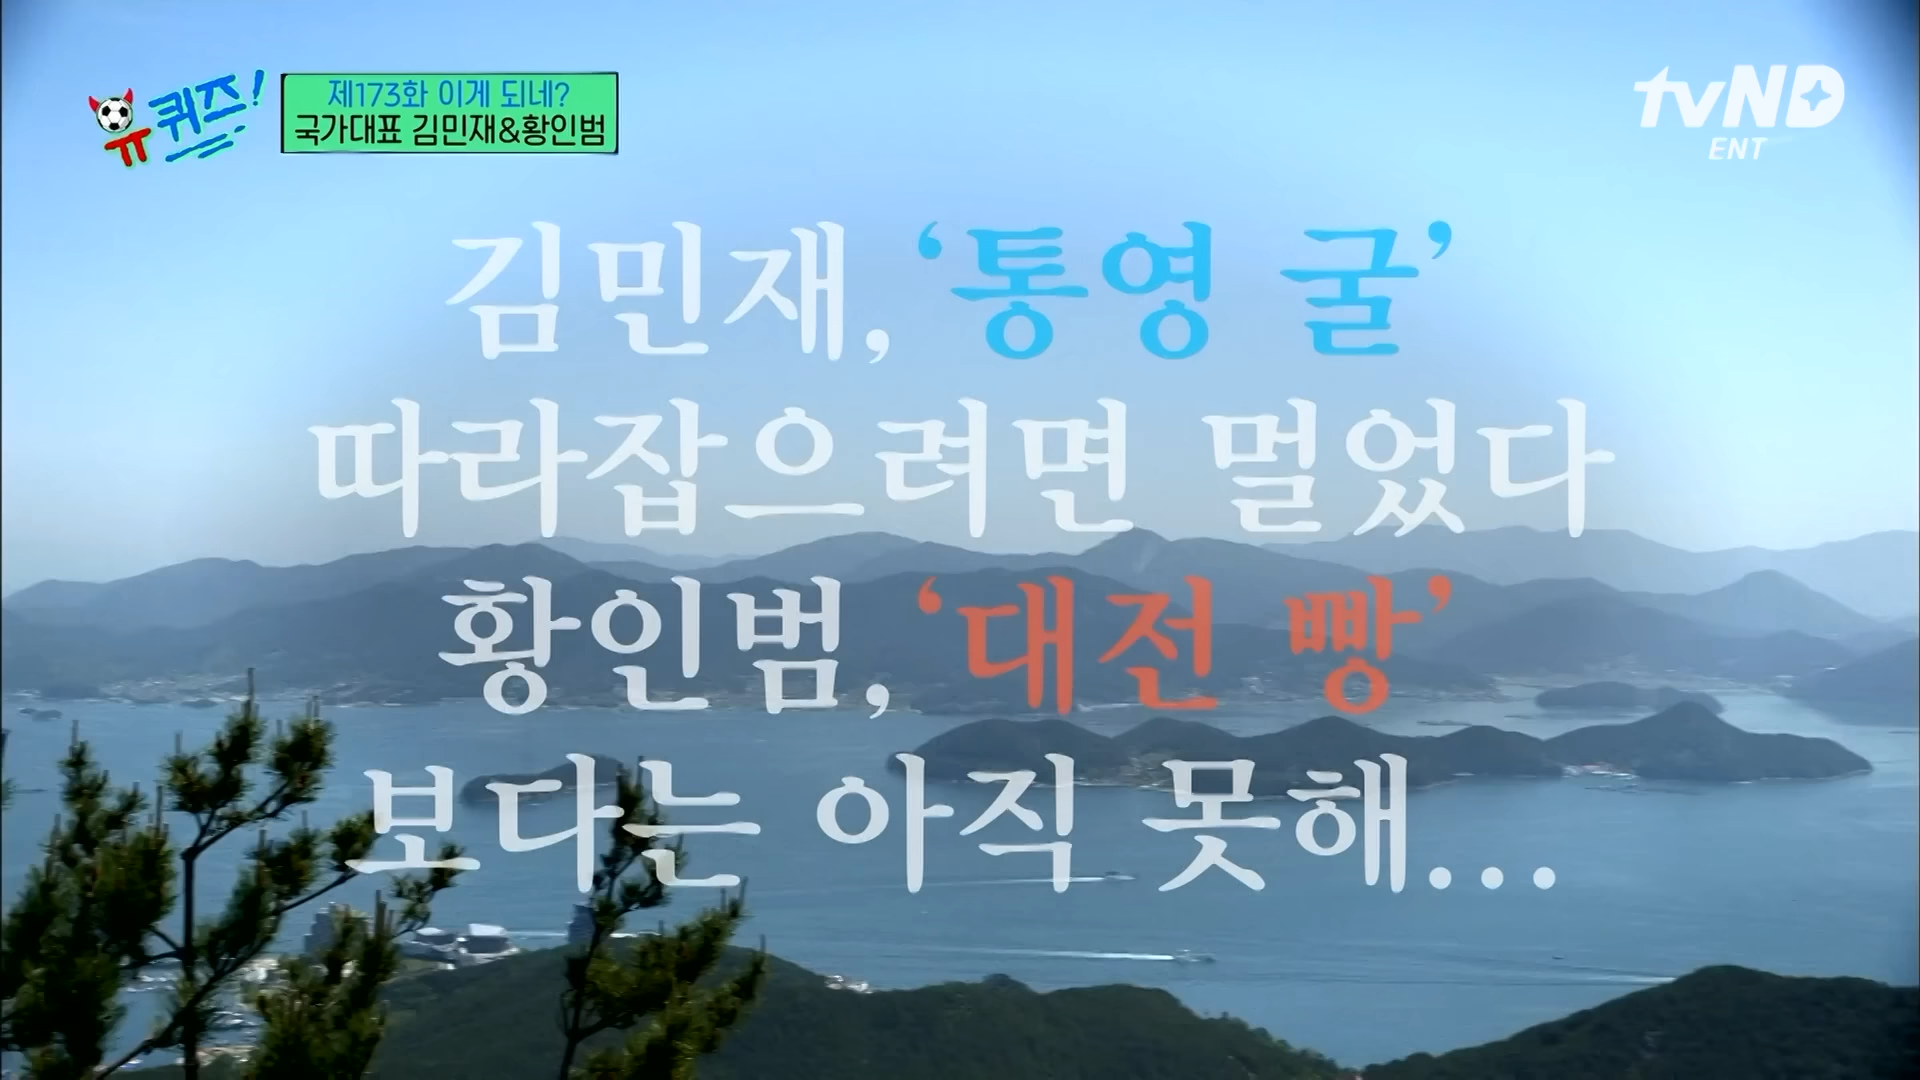 유퀴즈!
제173화 이게 되네?
국가대표 김민재&황인범
tvND
ENT
김민재, ‘통영 굴’
따라잡으려면 멀었다
황인범, ‘대전 빵’
보다는 아직 못해...